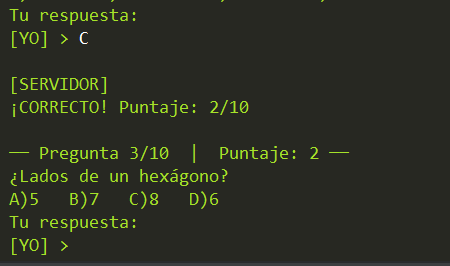 Tu respuesta:
[YO] > C
[SERVIDOR]
¡CORRECTO! Puntaje: 2/10
—— Pregunta 3/10 | Puntaje: 2 ——
¿Lados de un hexágono?
A)5 B)7 C)8 D)6
Tu respuesta:
[YO] >